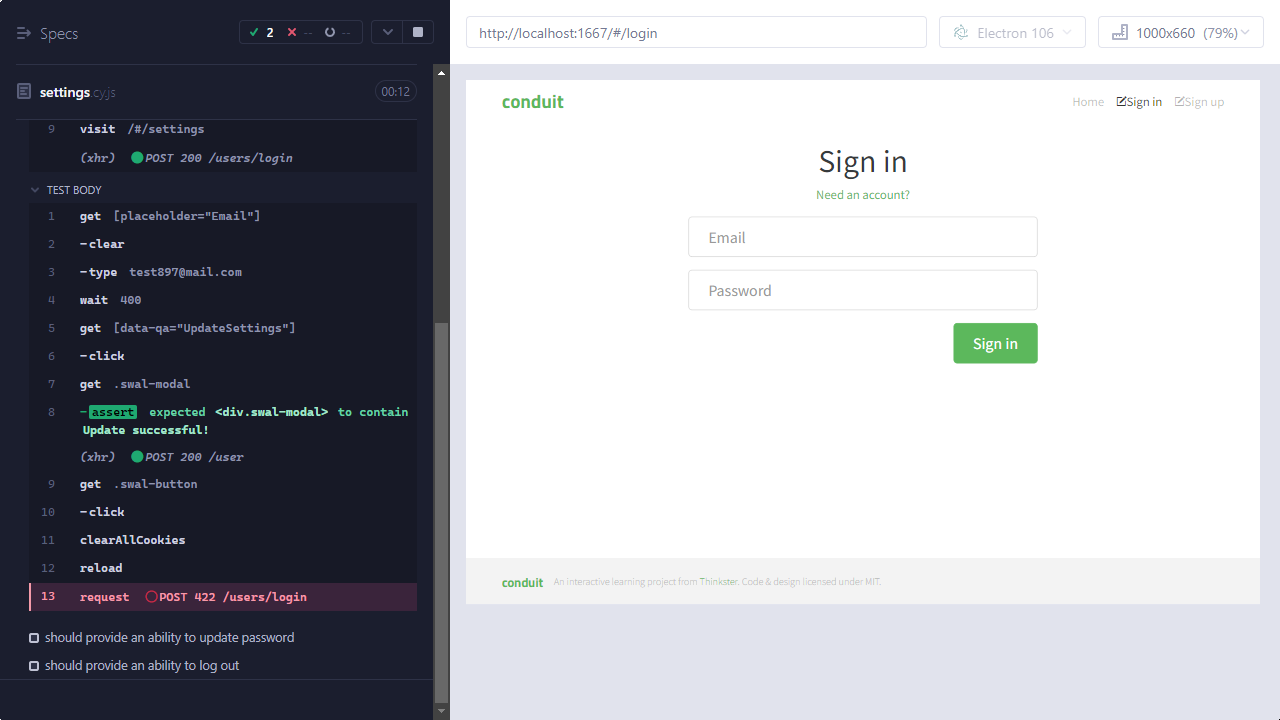 Specs
2
--
--
settings.cy.js
00:12
9 visit /#/settings
(xhr) POST 200 /users/login
TEST BODY
1 get [placeholder="Email"]
2 -clear
3 -type test897@mail.com
4 wait 400
5 get [data-qa="UpdateSettings"]
6 -click
7 get .swal-modal
8 -assert expected <div.swal-modal> to contain
Update successful!
(xhr) POST 200 /user
9 get .swal-button
10 -click
11 clearAllCookies
12 reload
13 request POST 422 /users/login
should provide an ability to update password
should provide an ability to log out
http://localhost:1667/#/login
Electron 106
1000x660 (79%)
conduit
Home Sign in Sign up
Sign in
Need an account?
Email
Password
Sign in
conduit An interactive learning project from Thinkster. Code & design licensed under MIT.